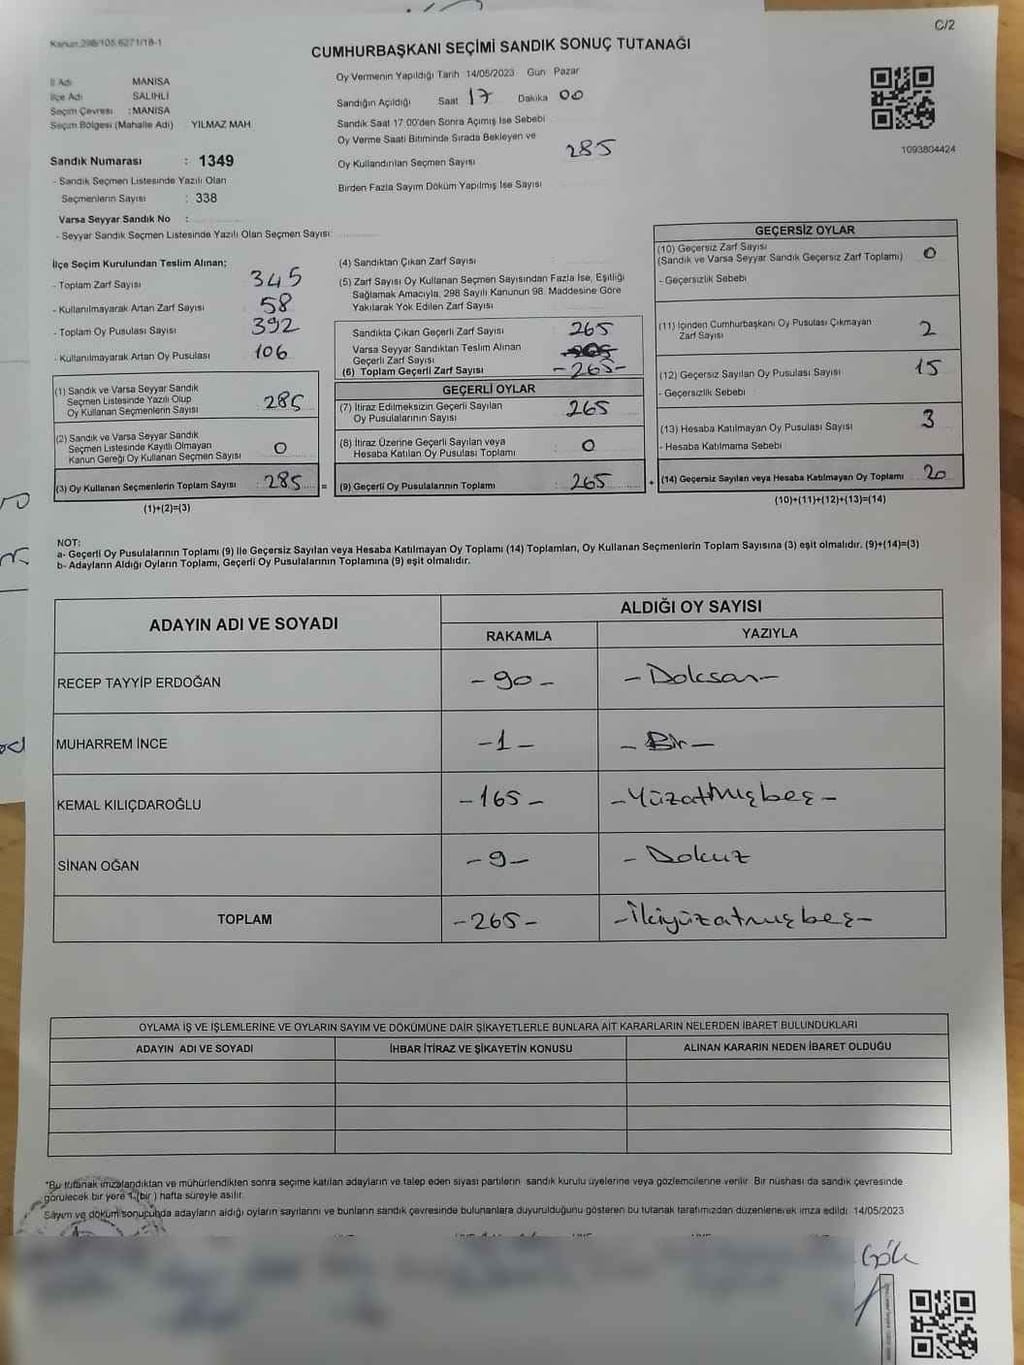 C/2
Kanun:298/105,6271/18-1
CUMHURBAŞKANI SEÇİMİ SANDIK SONUÇ TUTANAĞI
İl Adı MANİSA
İlçe Adı SALİHLİ
Seçim Çevresi : MANİSA
Seçim Bölgesi (Mahalle Adi) YILMAZ MAH
Sandık Numarası : 1349
- Sandık Seçmen Listesinde Yazılı Olan
Seçmenlerin Sayısı : 338
Varsa Seyyar Sandık No :
- Seyyar Sandık Seçmen Listesinde Yazılı Olan Seçmen Sayısı:
Oy Vermenin Yapıldığı Tarih 14/05/2023 Gün Pazar
Sandığın Açıldığı Saat 17 Dakika 00
Sandık Saat 17:00'den Sonra Açımış İse Sebebi
Oy Verme Saati Bitiminde Sırada Bekleyen ve
Oy Kullandırılan Seçmen Sayısı 285
Birden Fazla Sayım Döküm Yapılmış İse Sayısı
1093804424
İlçe Seçim Kurulundan Teslim Alınan;
- Toplam Zarf Sayısı 345
- Kullanılmayarak Artan Zarf Sayısı 58
- Toplam Oy Pusulası Sayısı 392
- Kullanılmayarak Artan Oy Pusulası 106
(1) Sandık ve Varsa Seyyar Sandık
Seçmen Listesinde Yazılı Olup
Oy Kullanan Seçmenlerin Sayısı 285
(2) Sandık ve Varsa Seyyar Sandık
Seçmen Listesinde Kayıtlı Olmayan
Kanun Gereği Oy Kullanan Seçmen Sayısı 0
(3) Oy Kullanan Seçmenlerin Toplam Sayısı : 285 =
(1)+(2)=(3)
(4) Sandıktan Çıkan Zarf Sayısı
(5) Zarf Sayısı Oy Kullanan Seçmen Sayısından Fazla İse, Eşitliği
Sağlamak Amacıyla, 298 Sayılı Kanunun 98. Maddesine Göre
Yakılarak Yok Edilen Zarf Sayısı
Sandıkta Çıkan Geçerli Zarf Sayısı 265
Varsa Seyyar Sandıktan Teslim Alınan
Geçerli Zarf Sayısı
(6) Toplam Geçerli Zarf Sayısı -265-
GEÇERLİ OYLAR
(7) İtiraz Edilmeksizin Geçerli Sayılan
Oy Pusulalarının Sayısı 265
(8) İtiraz Üzerine Geçerli Sayılan veya
Hesaba Katılan Oy Pusulası Toplamı : 0
(9) Geçerli Oy Pusulalarının Toplamı : 265 +
GEÇERSİZ OYLAR
(10) Geçersiz Zarf Sayısı
(Sandık ve Varsa Seyyar Sandık Geçersiz Zarf Toplamı) 0
- Geçersizlik Sebebi
(11) İçinden Cumhurbaşkanı Oy Pusulası Çıkmayan
Zarf Sayısı 2
(12) Geçersiz Sayılan Oy Pusulası Sayısı 15
- Geçersizlik Sebebi
(13) Hesaba Katılmayan Oy Pusulası Sayısı 3
- Hesaba Katılmama Sebebi
(14) Geçersiz Sayılan veya Hesaba Katılmayan Oy Toplamı 20
(10)+(11)+(12)+(13)=(14)
NOT:
a- Geçerli Oy Pusulalarının Toplamı (9) ile Geçersiz Sayılan veya Hesaba Katılmayan Oy Toplamı (14) Toplamları, Oy Kullanan Seçmenlerin Toplam Sayısına (3) eşit olmalıdır. (9)+(14)=(3)
b- Adayların Aldığı Oyların Toplamı, Geçerli Oy Pusulalarının Toplamına (9) eşit olmalıdır.
ADAYIN ADI VE SOYADI ALDIĞI OY SAYISI
RAKAMLA YAZIYLA
RECEP TAYYİP ERDOĞAN -90- -Doksan-
MUHARREM İNCE -1- -Bir-
KEMAL KILIÇDAROĞLU -165- -Yüzatmışbeş-
SİNAN OĞAN -9- -Dokuz
TOPLAM -265- -İkiyüzatmışbeş-
OYLAMA İŞ VE İŞLEMLERİNE VE OYLARIN SAYIM VE DÖKÜMÜNE DAİR ŞİKAYETLERLE BUNLARA AİT KARARLARIN NELERDEN İBARET BULUNDUKLARI
ADAYIN ADI VE SOYADI İHBAR İTİRAZ VE ŞİKAYETİN KONUSU ALINAN KARARIN NEDEN İBARET OLDUĞU
*Bu tutanak imzalandıktan ve mühürlendikten sonra seçime katılan adayların ve talep eden siyasi partilerin sandık kurulu üyelerine veya gözlemcilerine verilir. Bir nüshası da sandık çevresinde
görülecek bir yere 1 (bir) hafta süreyle asılır.
Sayım ve döküm sonucunda adayların aldığı oyların sayılarını ve bunların sandık çevresinde bulunanlara duyurulduğunu gösteren bu tutanak tarafımızdan düzenlenerek imza edildi. 14/05/2023